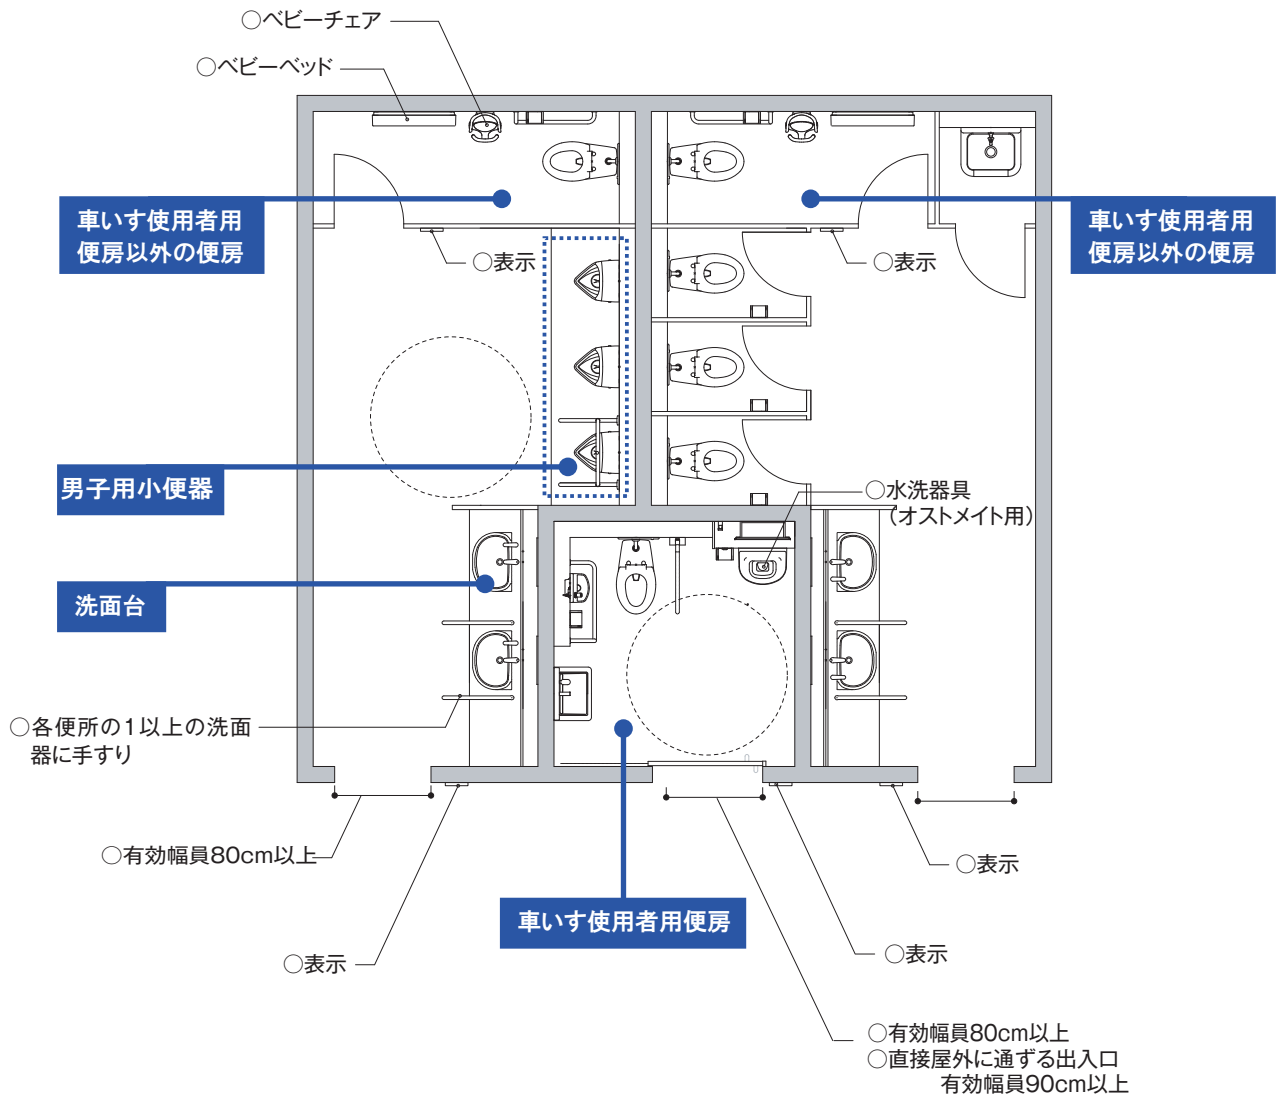 ○ベビーチェア
○ベビーベッド
車いす使用者用
便房以外の便房
車いす使用者用
便房以外の便房
○表示
○表示
男子用小便器
○水洗器具
(オストメイト用)
洗面台
○各便所の1以上の洗面
器に手すり
○有効幅員80cm以上
○表示
車いす使用者用便房
○表示
○表示
○有効幅員80cm以上
○直接屋外に通ずる出入口
有効幅員90cm以上